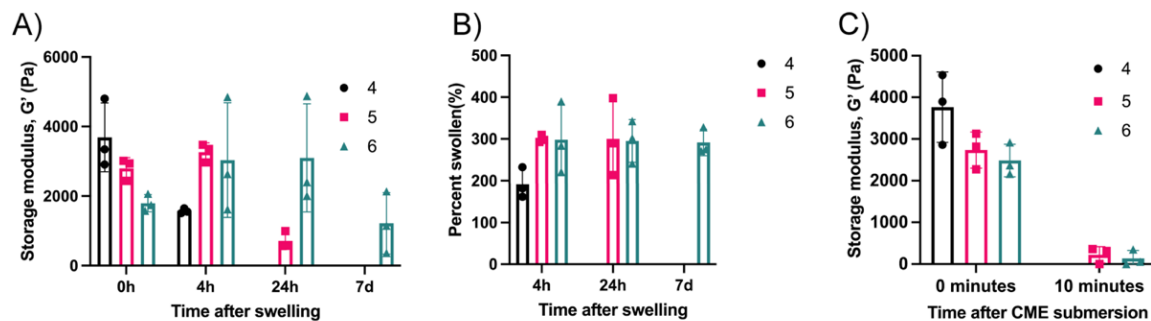 A)
Storage modulus, G' (Pa)
6000
4000
2000
0
0h 4h 24h 7d
Time after swelling
4
5
6
B)
Percent swollen(%)
500
400
300
200
100
0
4h 24h 7d
Time after swelling
4
5
6
C)
Storage modulus, G' (Pa)
5000
4000
3000
2000
1000
0
0 minutes 10 minutes
Time after CME submersion
4
5
6